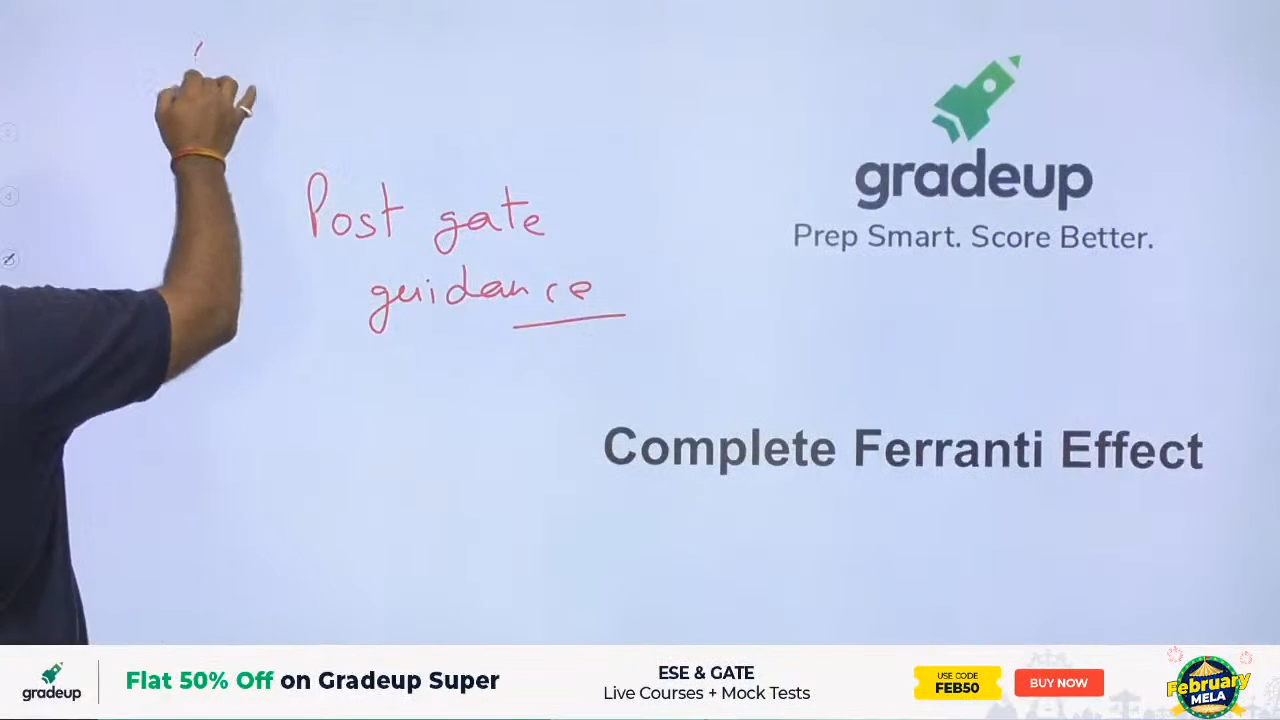 gradeup
Prep Smart. Score Better.
Post gate
guidance
Complete Ferranti Effect
gradeup
Flat 50% Off on Gradeup Super
ESE & GATE
Live Courses + Mock Tests
USE CODE
FEB50
BUY NOW
February
MELA